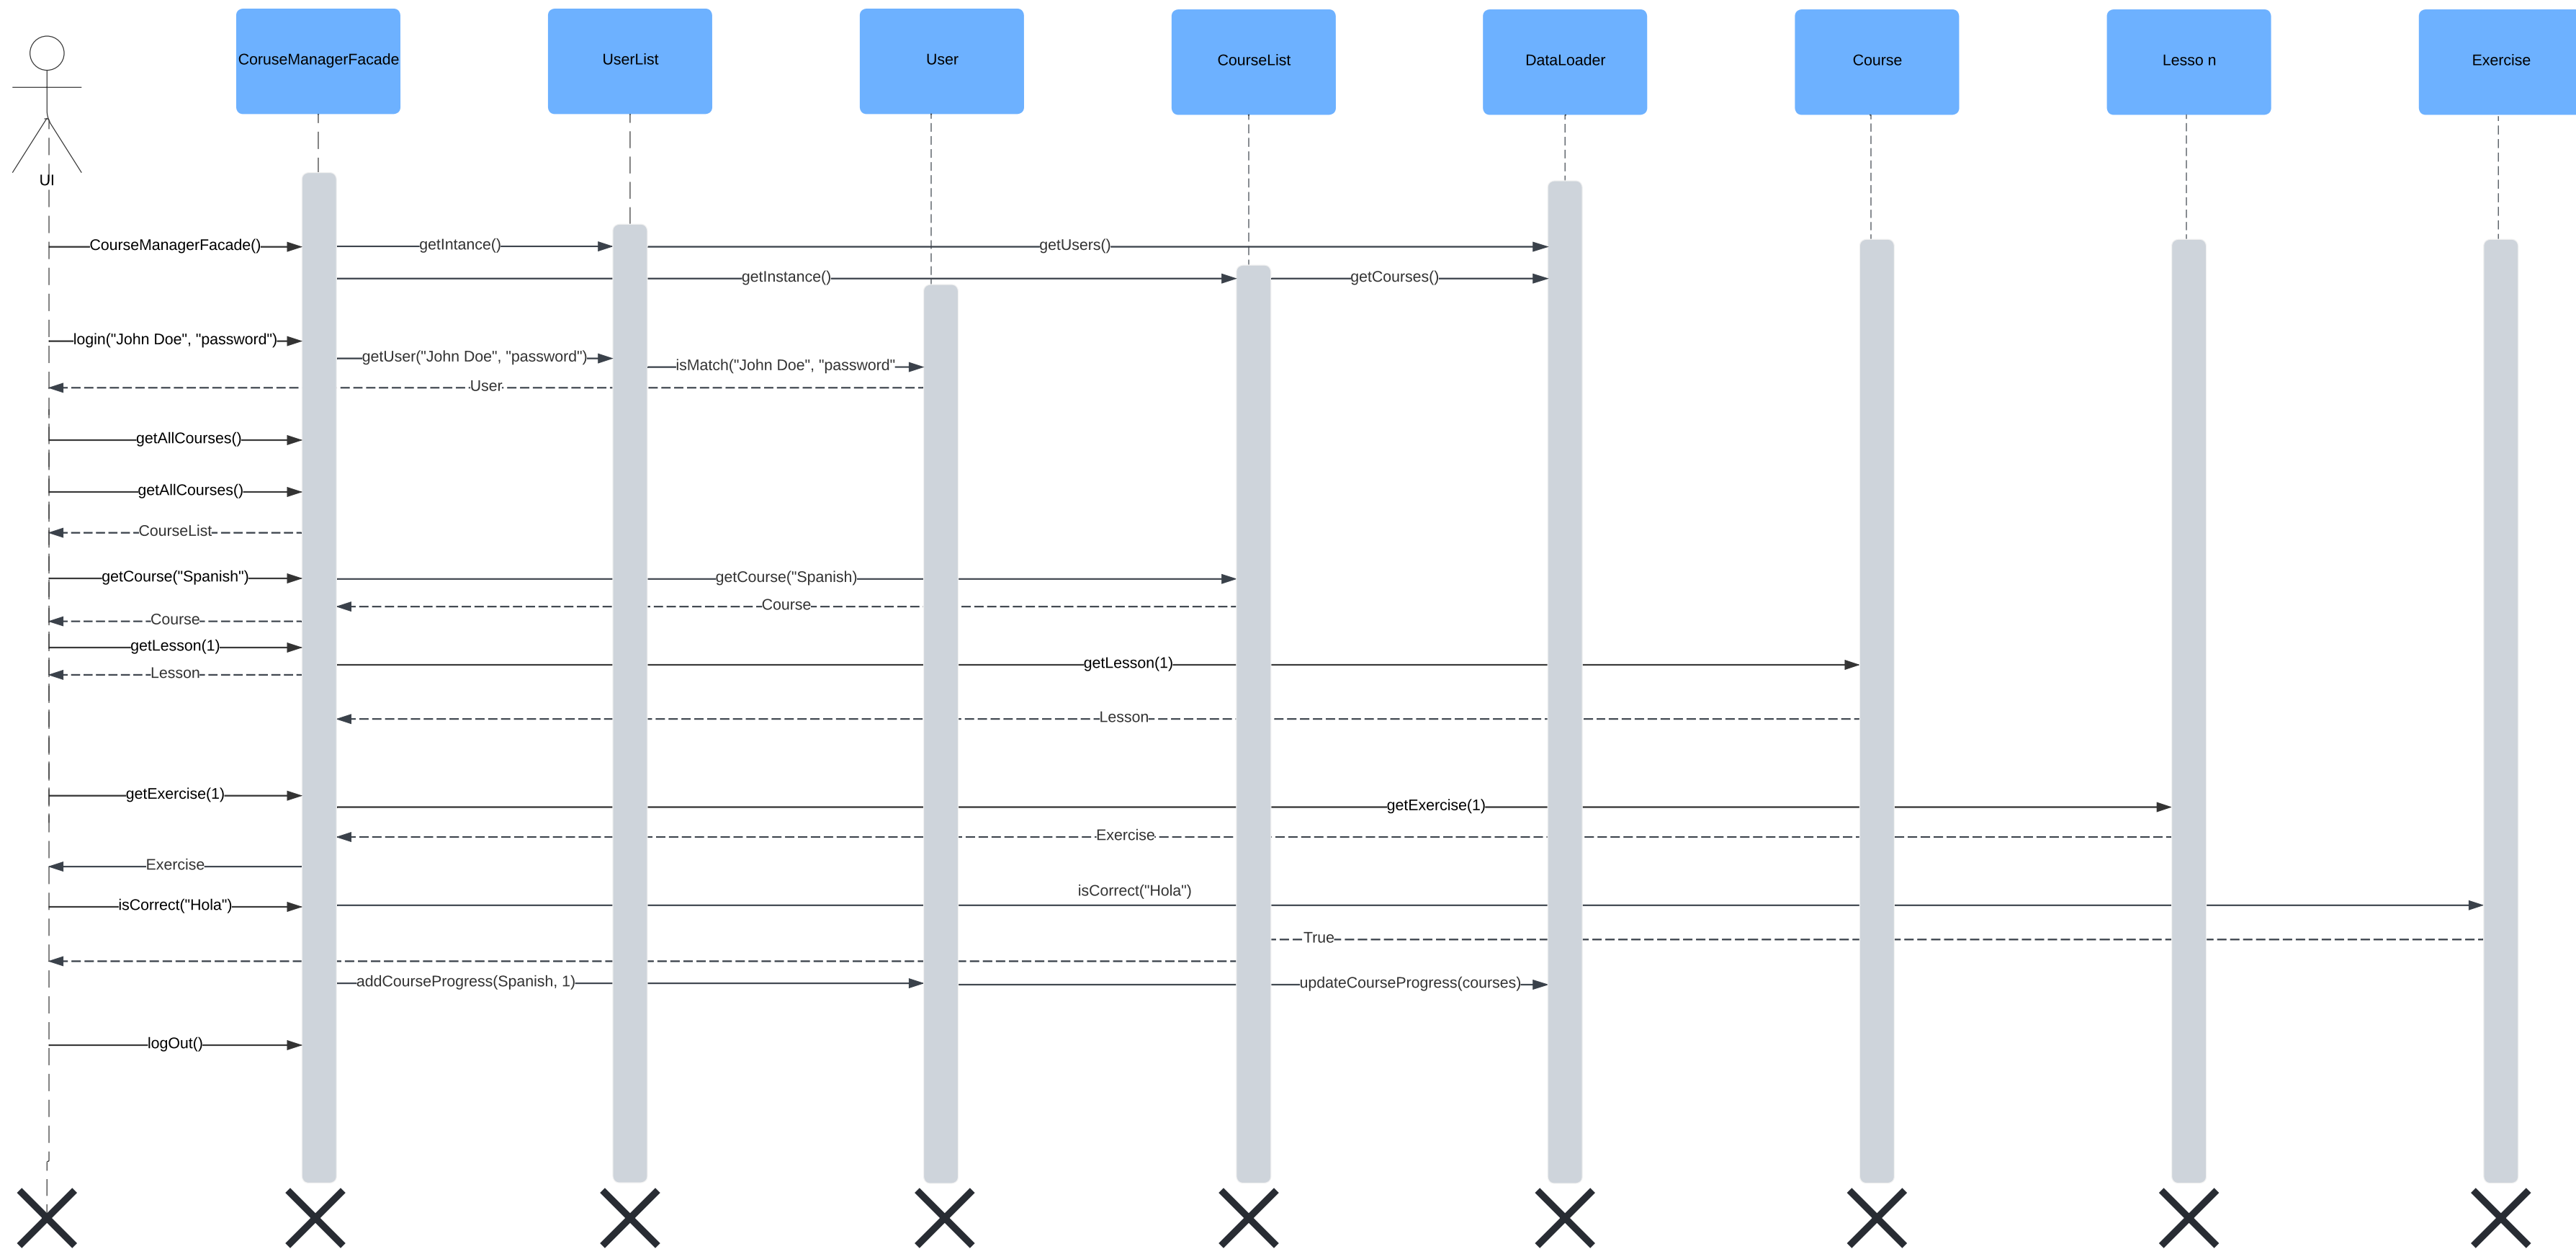 CoruseManagerFacade
UserList
User
CourseList
DataLoader
Course
Lesso n
Exercise
UI
CourseManagerFacade()
getIntance()
getUsers()
getInstance()
getCourses()
login("John Doe", "password")
getUser("John Doe", "password")
isMatch("John Doe", "password"
User
getAllCourses()
getAllCourses()
CourseList
getCourse("Spanish")
getCourse("Spanish)
Course
Course
getLesson(1)
getLesson(1)
Lesson
Lesson
getExercise(1)
getExercise(1)
Exercise
Exercise
isCorrect("Hola")
isCorrect("Hola")
True
addCourseProgress(Spanish, 1)
updateCourseProgress(courses)
logOut()